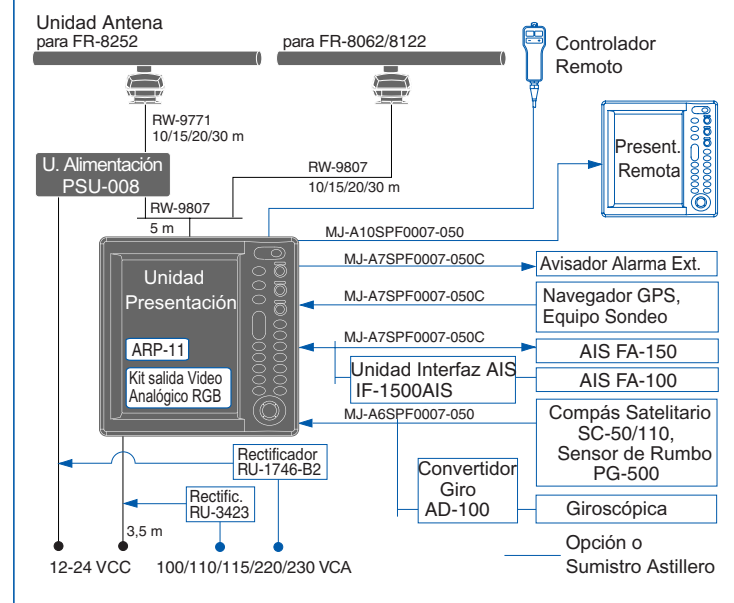 Unidad Antena
para FR-8252
para FR-8062/8122
Controlador
Remoto
RW-9771
10/15/20/30 m
U. Alimentación
PSU-008
RW-9807
10/15/20/30 m
RW-9807
5 m
Present.
Remota
MJ-A10SPF0007-050
MJ-A7SPF0007-050C
Avisador Alarma Ext.
Unidad
Presentación
MJ-A7SPF0007-050C
Navegador GPS,
Equipo Sondeo
MJ-A7SPF0007-050C
ARP-11
AIS FA-150
Unidad Interfaz AIS
IF-1500AIS
AIS FA-100
Kit salida Video
Analógico RGB
MJ-A6SPF0007-050
Compás Satelitario
SC-50/110,
Sensor de Rumbo
PG-500
Rectificador
RU-1746-B2
Convertidor
Giro
AD-100
Giroscópica
Rectific.
RU-3423
3,5 m
12-24 VCC
100/110/115/220/230 VCA
Opción o
Sumistro Astillero